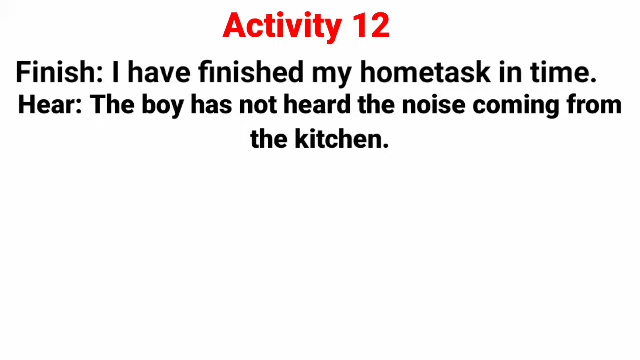 Activity 12
Finish: I have finished my hometask in time.
Hear: The boy has not heard the noise coming from
the kitchen.